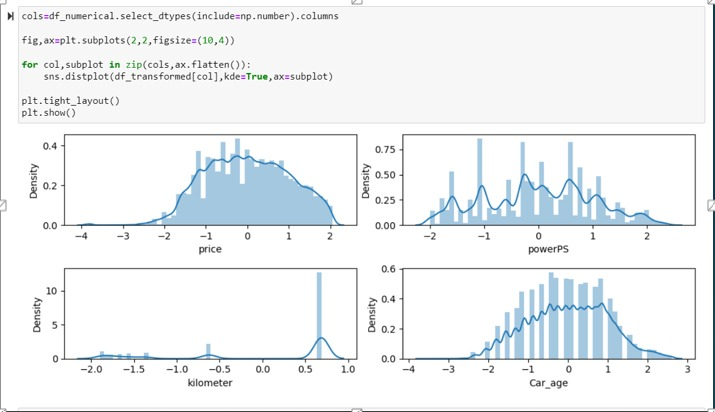 cols=df_numerical.select_dtypes(include=np.number).columns
fig,ax=plt.subplots(2,2,figsize=(10,4))
for col,subplot in zip(cols,ax.flatten()):
    sns.distplot(df_transformed[col],kde=True,ax=subplot)
plt.tight_layout()
plt.show()
0.4
0.2
0.0
Density
−4 −3 −2 −1 0 1 2
price
0.75
0.50
0.25
0.00
Density
−2 −1 0 1 2
powerPS
10
5
0
Density
−2.0 −1.5 −1.0 −0.5 0.0 0.5 1.0
kilometer
0.6
0.4
0.2
0.0
Density
−4 −3 −2 −1 0 1 2 3
Car_age